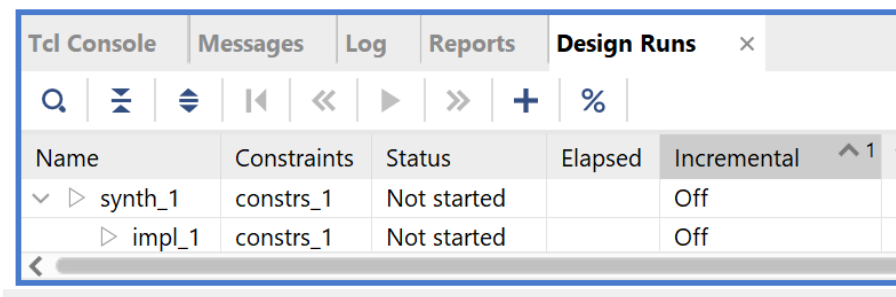 Tcl Console Messages Log Reports Design Runs ×
%
Name Constraints Status Elapsed Incremental 1
synth_1 constrs_1 Not started Off
impl_1 constrs_1 Not started Off